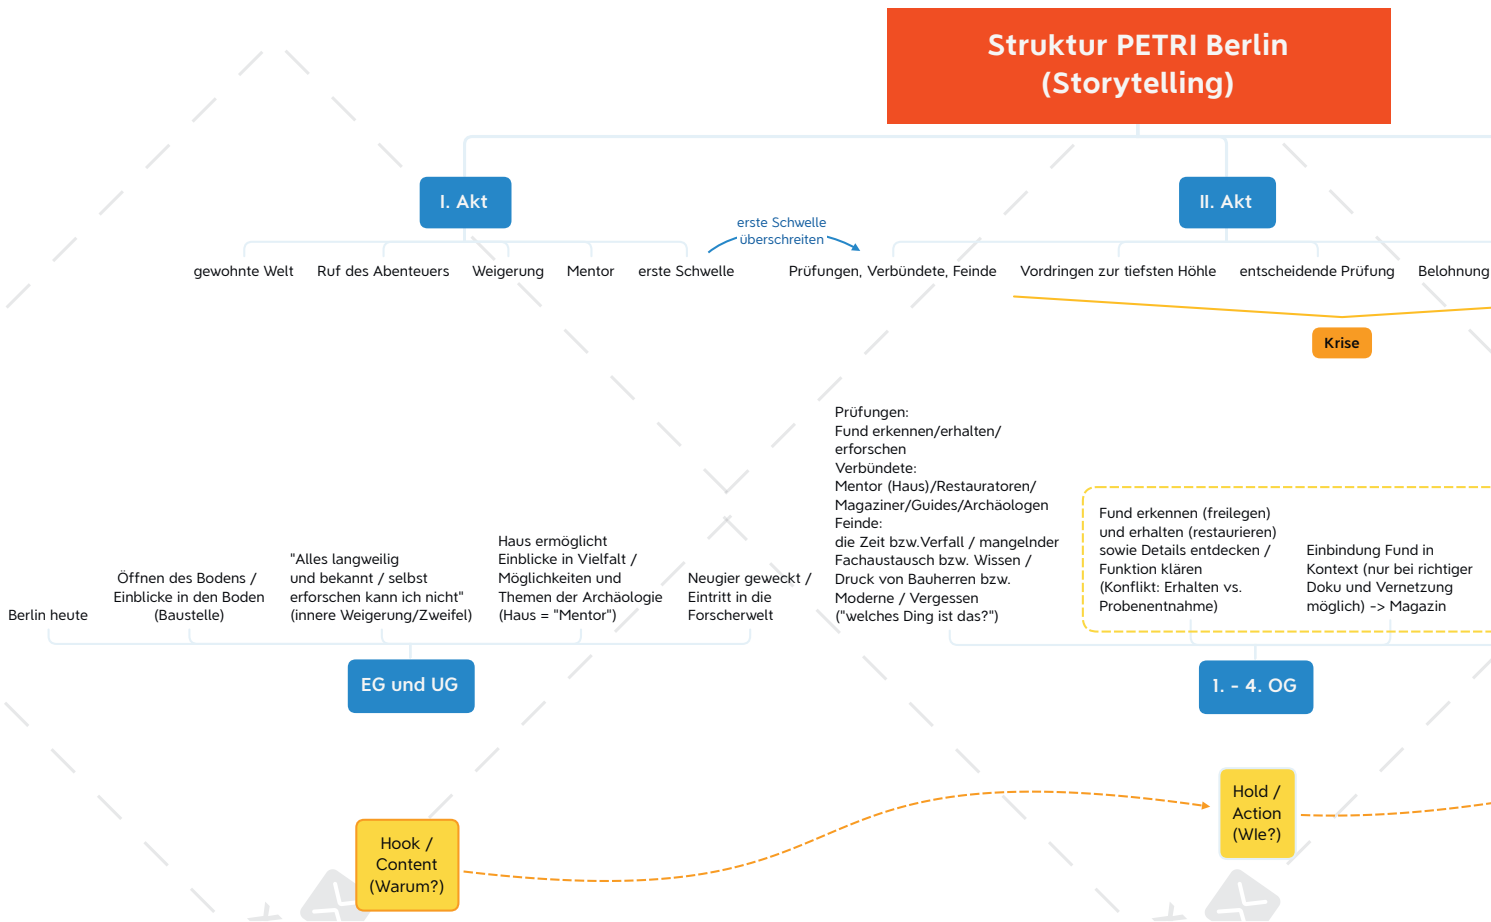 Struktur PETRI Berlin
(Storytelling)
I. Akt
II. Akt
erste Schwelle
überschreiten
gewohnte Welt
Ruf des Abenteuers
Weigerung
Mentor
erste Schwelle
Prüfungen, Verbündete, Feinde
Vordringen zur tiefsten Höhle
entscheidende Prüfung
Belohnung
Krise
Berlin heute
Öffnen des Bodens /
Einblicke in den Boden
(Baustelle)
"Alles langweilig
und bekannt / selbst
erforschen kann ich nicht"
(innere Weigerung/Zweifel)
Haus ermöglicht
Einblicke in Vielfalt /
Möglichkeiten und
Themen der Archäologie
(Haus = "Mentor")
Neugier geweckt /
Eintritt in die
Forscherwelt
Prüfungen:
Fund erkennen/erhalten/
erforschen
Verbündete:
Mentor (Haus)/Restauratoren/
Magaziner/Guides/Archäologen
Feinde:
die Zeit bzw.Verfall / mangelnder
Fachaustausch bzw. Wissen /
Druck von Bauherren bzw.
Moderne / Vergessen
("welches Ding ist das?")
Fund erkennen (freilegen)
und erhalten (restaurieren)
sowie Details entdecken /
Funktion klären
(Konflikt: Erhalten vs.
Probenentnahme)
Einbindung Fund in
Kontext (nur bei richtiger
Doku und Vernetzung
möglich) -> Magazin
EG und UG
1. - 4. OG
Hook /
Content
(Warum?)
Hold /
Action
(WIe?)